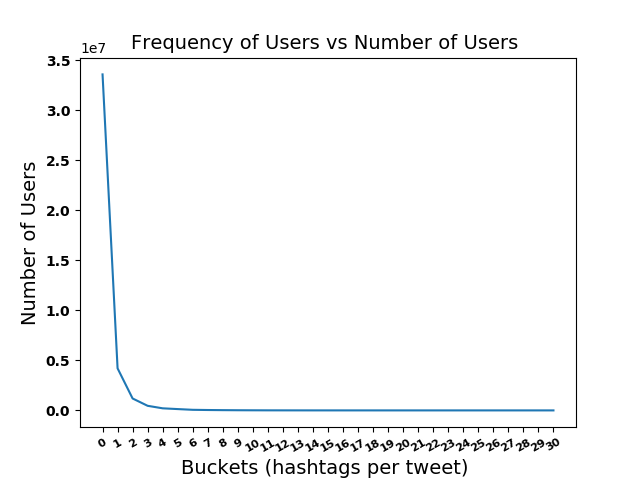 Frequency of Users vs Number of Users
1e7
3.5
3.0
2.5
2.0
1.5
1.0
0.5
0.0
Number of Users
0 1 2 3 4 5 6 7 8 9 10 11 12 13 14 15 16 17 18 19 20 21 22 23 24 25 26 27 28 29 30
Buckets (hashtags per tweet)